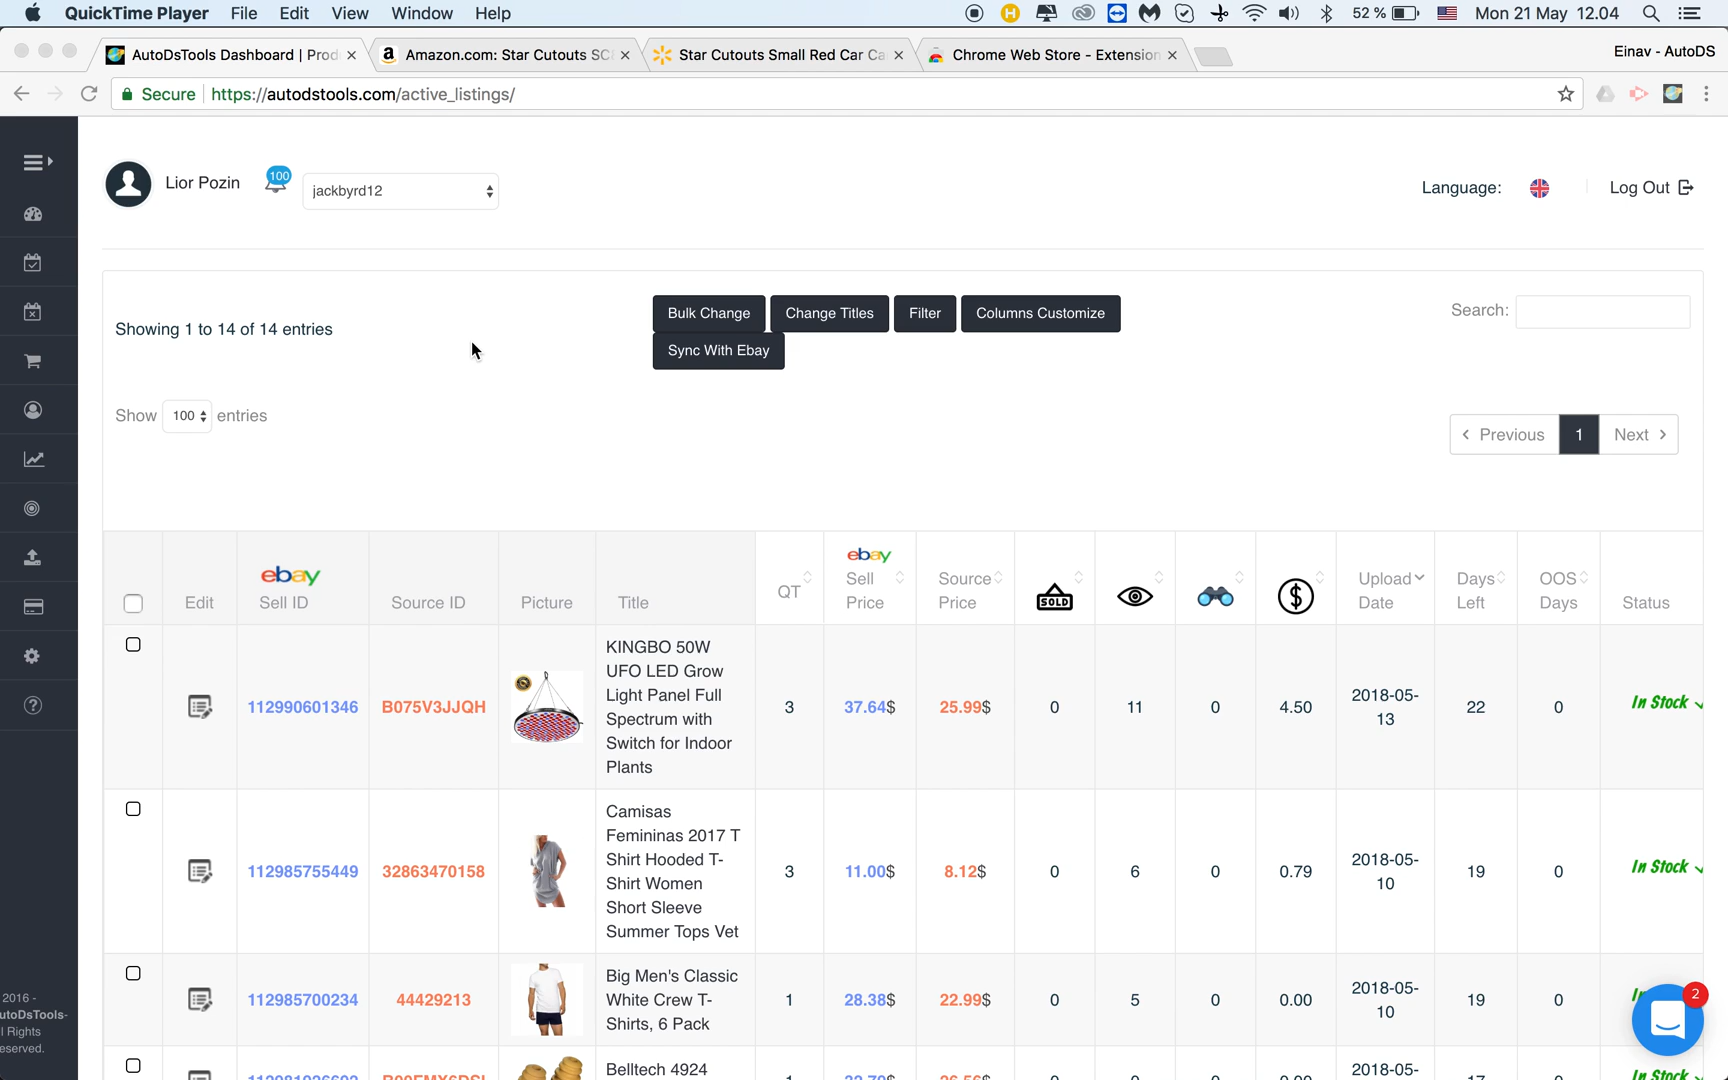 QuickTime Player File Edit View Window Help 52 % Mon 21 May 12.04
AutoDsTools Dashboard | Prod Amazon.com: Star Cutouts SC Star Cutouts Small Red Car Ca Chrome Web Store - Extension Einav - AutoDS
Secure https://autodstools.com/active_listings/
Lior Pozin 100 jackbyrd12 Language: Log Out
Showing 1 to 14 of 14 entries
Bulk Change Change Titles Filter Columns Customize
Search:
Sync With Ebay
Show 100 entries
Previous 1 Next
Edit ebay Sell ID Source ID Picture Title QT ebay Sell Price Source Price SOLD $ Upload Date Days Left OOS Days Status
112990601346 B075V3JJQH
KINGBO 50W
UFO LED Grow
Light Panel Full
Spectrum with
Switch for Indoor
Plants
3 37.64$ 25.99$ 0 11 0 4.50 2018-05-13 22 0 In Stock
112985755449 32863470158
Camisas
Femininas 2017 T
Shirt Hooded T-
Shirt Women
Short Sleeve
Summer Tops Vet
3 11.00$ 8.12$ 0 6 0 0.79 2018-05-10 19 0 In Stock
112985700234 44429213
Big Men's Classic
White Crew T-
Shirts, 6 Pack
1 28.38$ 22.99$ 0 5 0 0.00 2018-05-10 19 0
Belltech 4924
2018-05-
2016 -
utoDsTools-
l Rights
eserved.
2